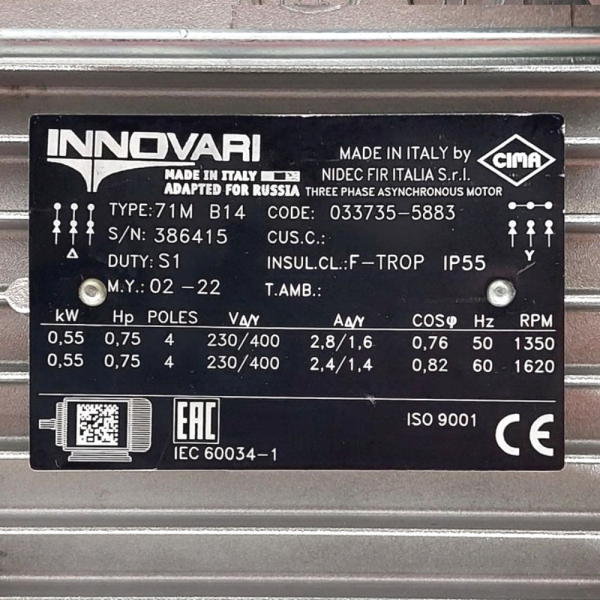 INNOVARI
MADE IN ITALY by
CIMA
MADE IN ITALY
NIDEC FIR ITALIA S.r.l.
ADAPTED FOR RUSSIA THREE PHASE ASYNCHRONOUS MOTOR
TYPE: 71M B14 CODE: 033735-5883
S/N: 386415 CUS.C.:
DUTY: S1 INSUL.CL.: F-TROP IP55
M.Y.: 02-22 T.AMB.:
Δ
Y
kW Hp POLES VΔ/Y AΔ/Y COSφ Hz RPM
0,55 0,75 4 230/400 2,8/1,6 0,76 50 1350
0,55 0,75 4 230/400 2,4/1,4 0,82 60 1620
EAC
ISO 9001 CE
IEC 60034-1